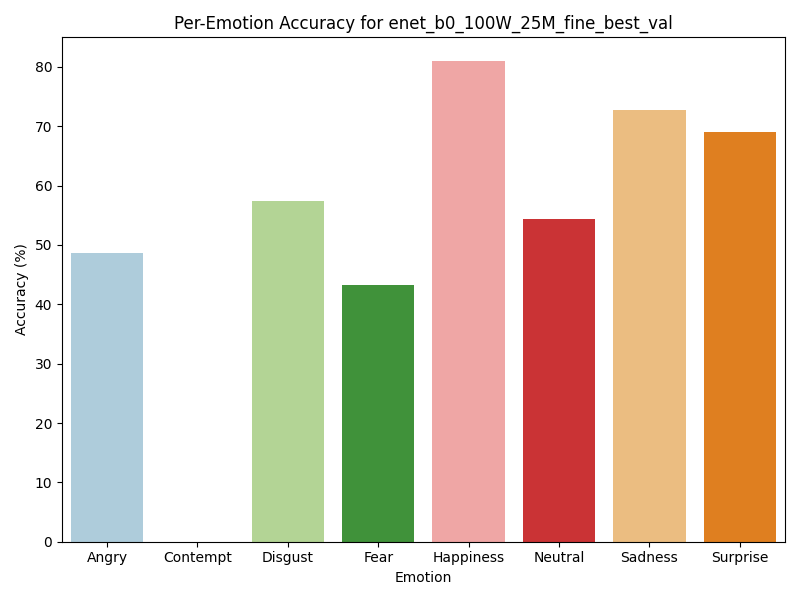 Per-Emotion Accuracy for enet_b0_100W_25M_fine_best_val
Accuracy (%)
80
70
60
50
40
30
20
10
0
Angry Contempt Disgust Fear Happiness Neutral Sadness Surprise
Emotion